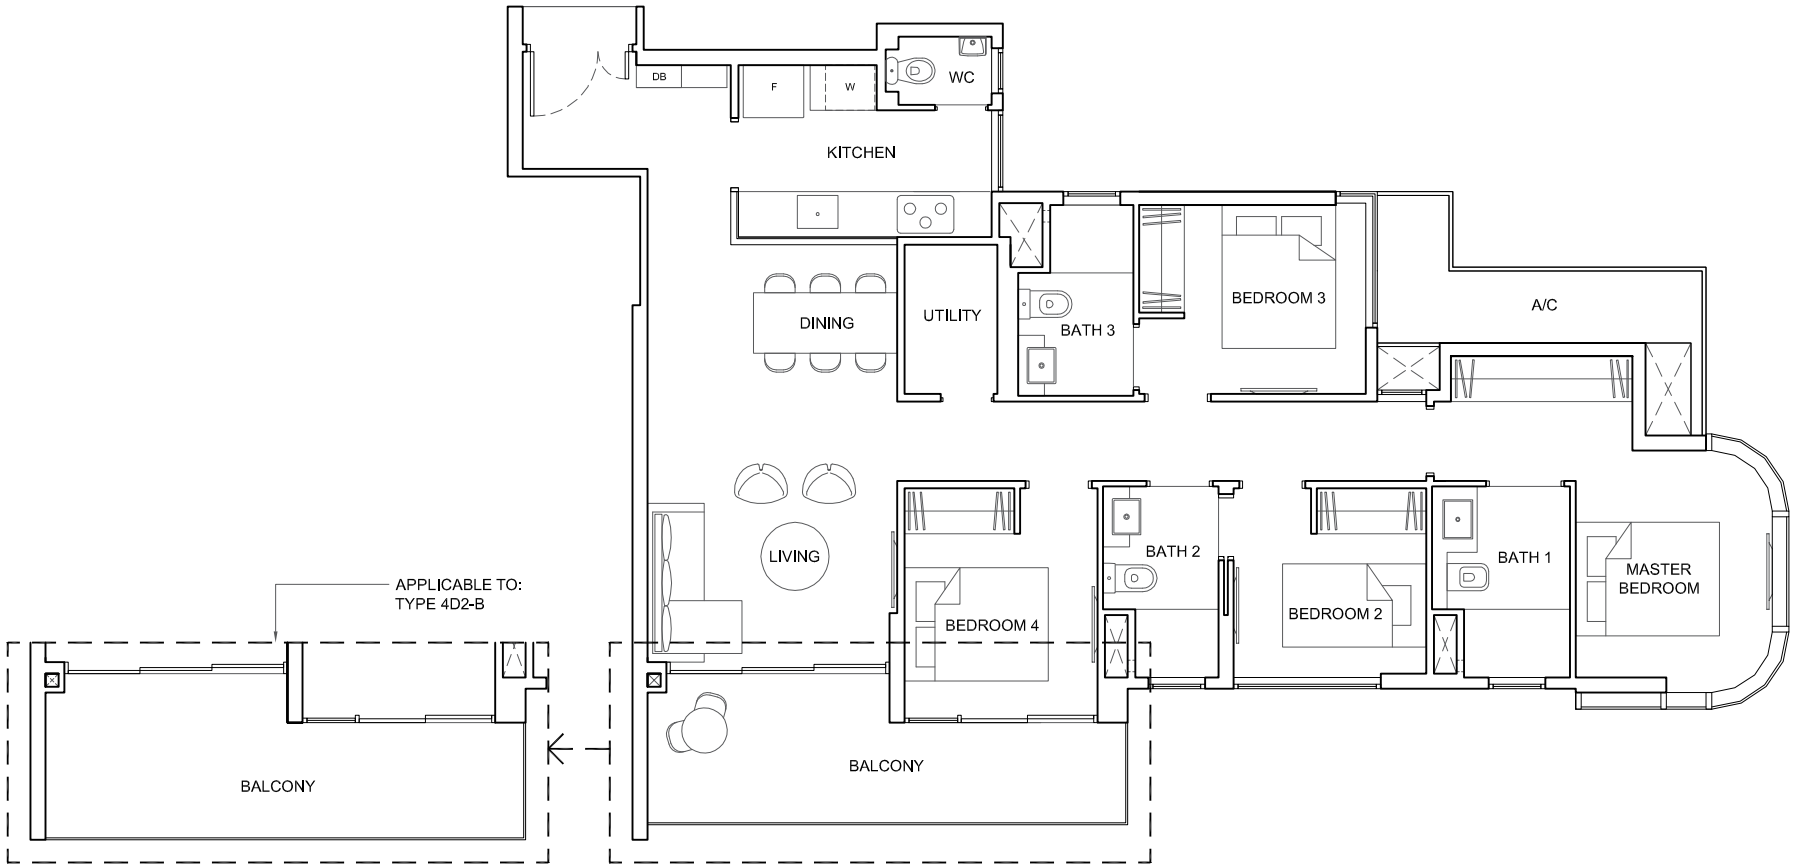 DB
F
W
WC
KITCHEN
BEDROOM 3
A/C
UTILITY
DINING
BATH 3
LIVING
BATH 2
BATH 1
MASTER
BEDROOM
APPLICABLE TO:
TYPE 4D2-B
BEDROOM 4
BEDROOM 2
BALCONY
BALCONY